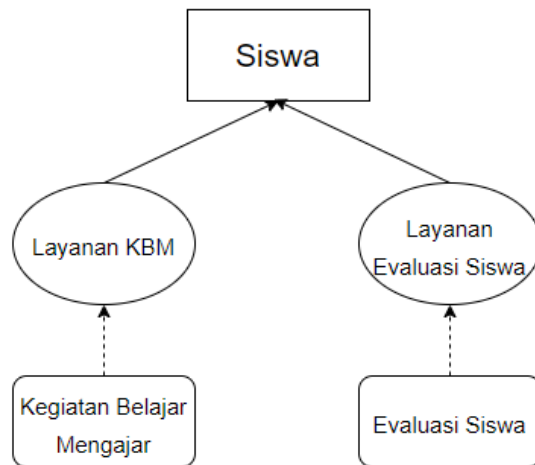 Siswa
Layanan KBM
Layanan
Evaluasi Siswa
Kegiatan Belajar
Mengajar
Evaluasi Siswa